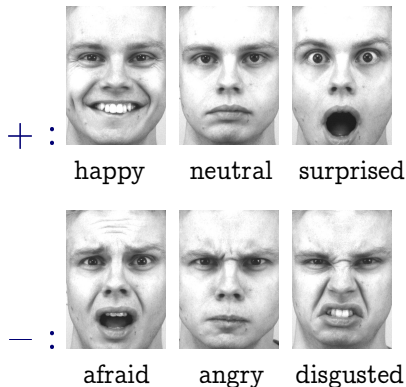 + :
happy neutral surprised
− :
afraid angry disgusted